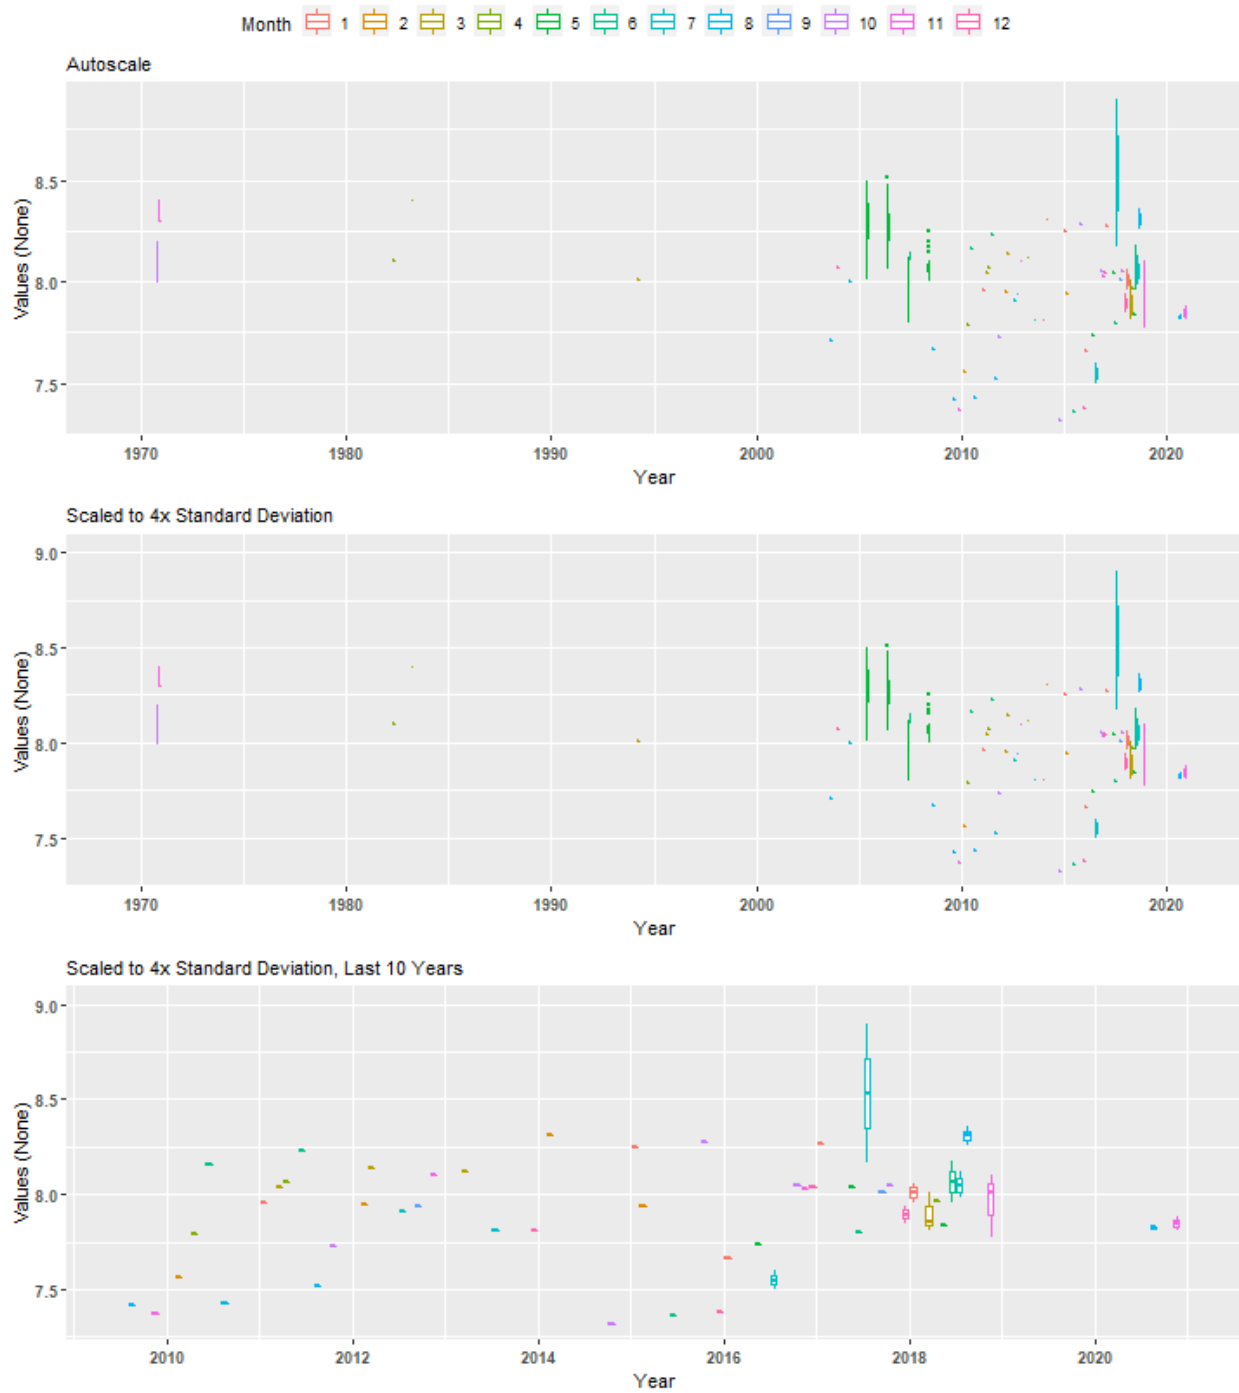 Month 1 2 3 4 5 6 7 8 9 10 11 12
Autoscale
Values (None)
8.5
8.0
7.5
1970 1980 1990 2000 2010 2020
Year
Scaled to 4x Standard Deviation
Values (None)
9.0
8.5
8.0
7.5
1970 1980 1990 2000 2010 2020
Year
Scaled to 4x Standard Deviation, Last 10 Years
Values (None)
9.0
8.5
8.0
7.5
2010 2012 2014 2016 2018 2020
Year